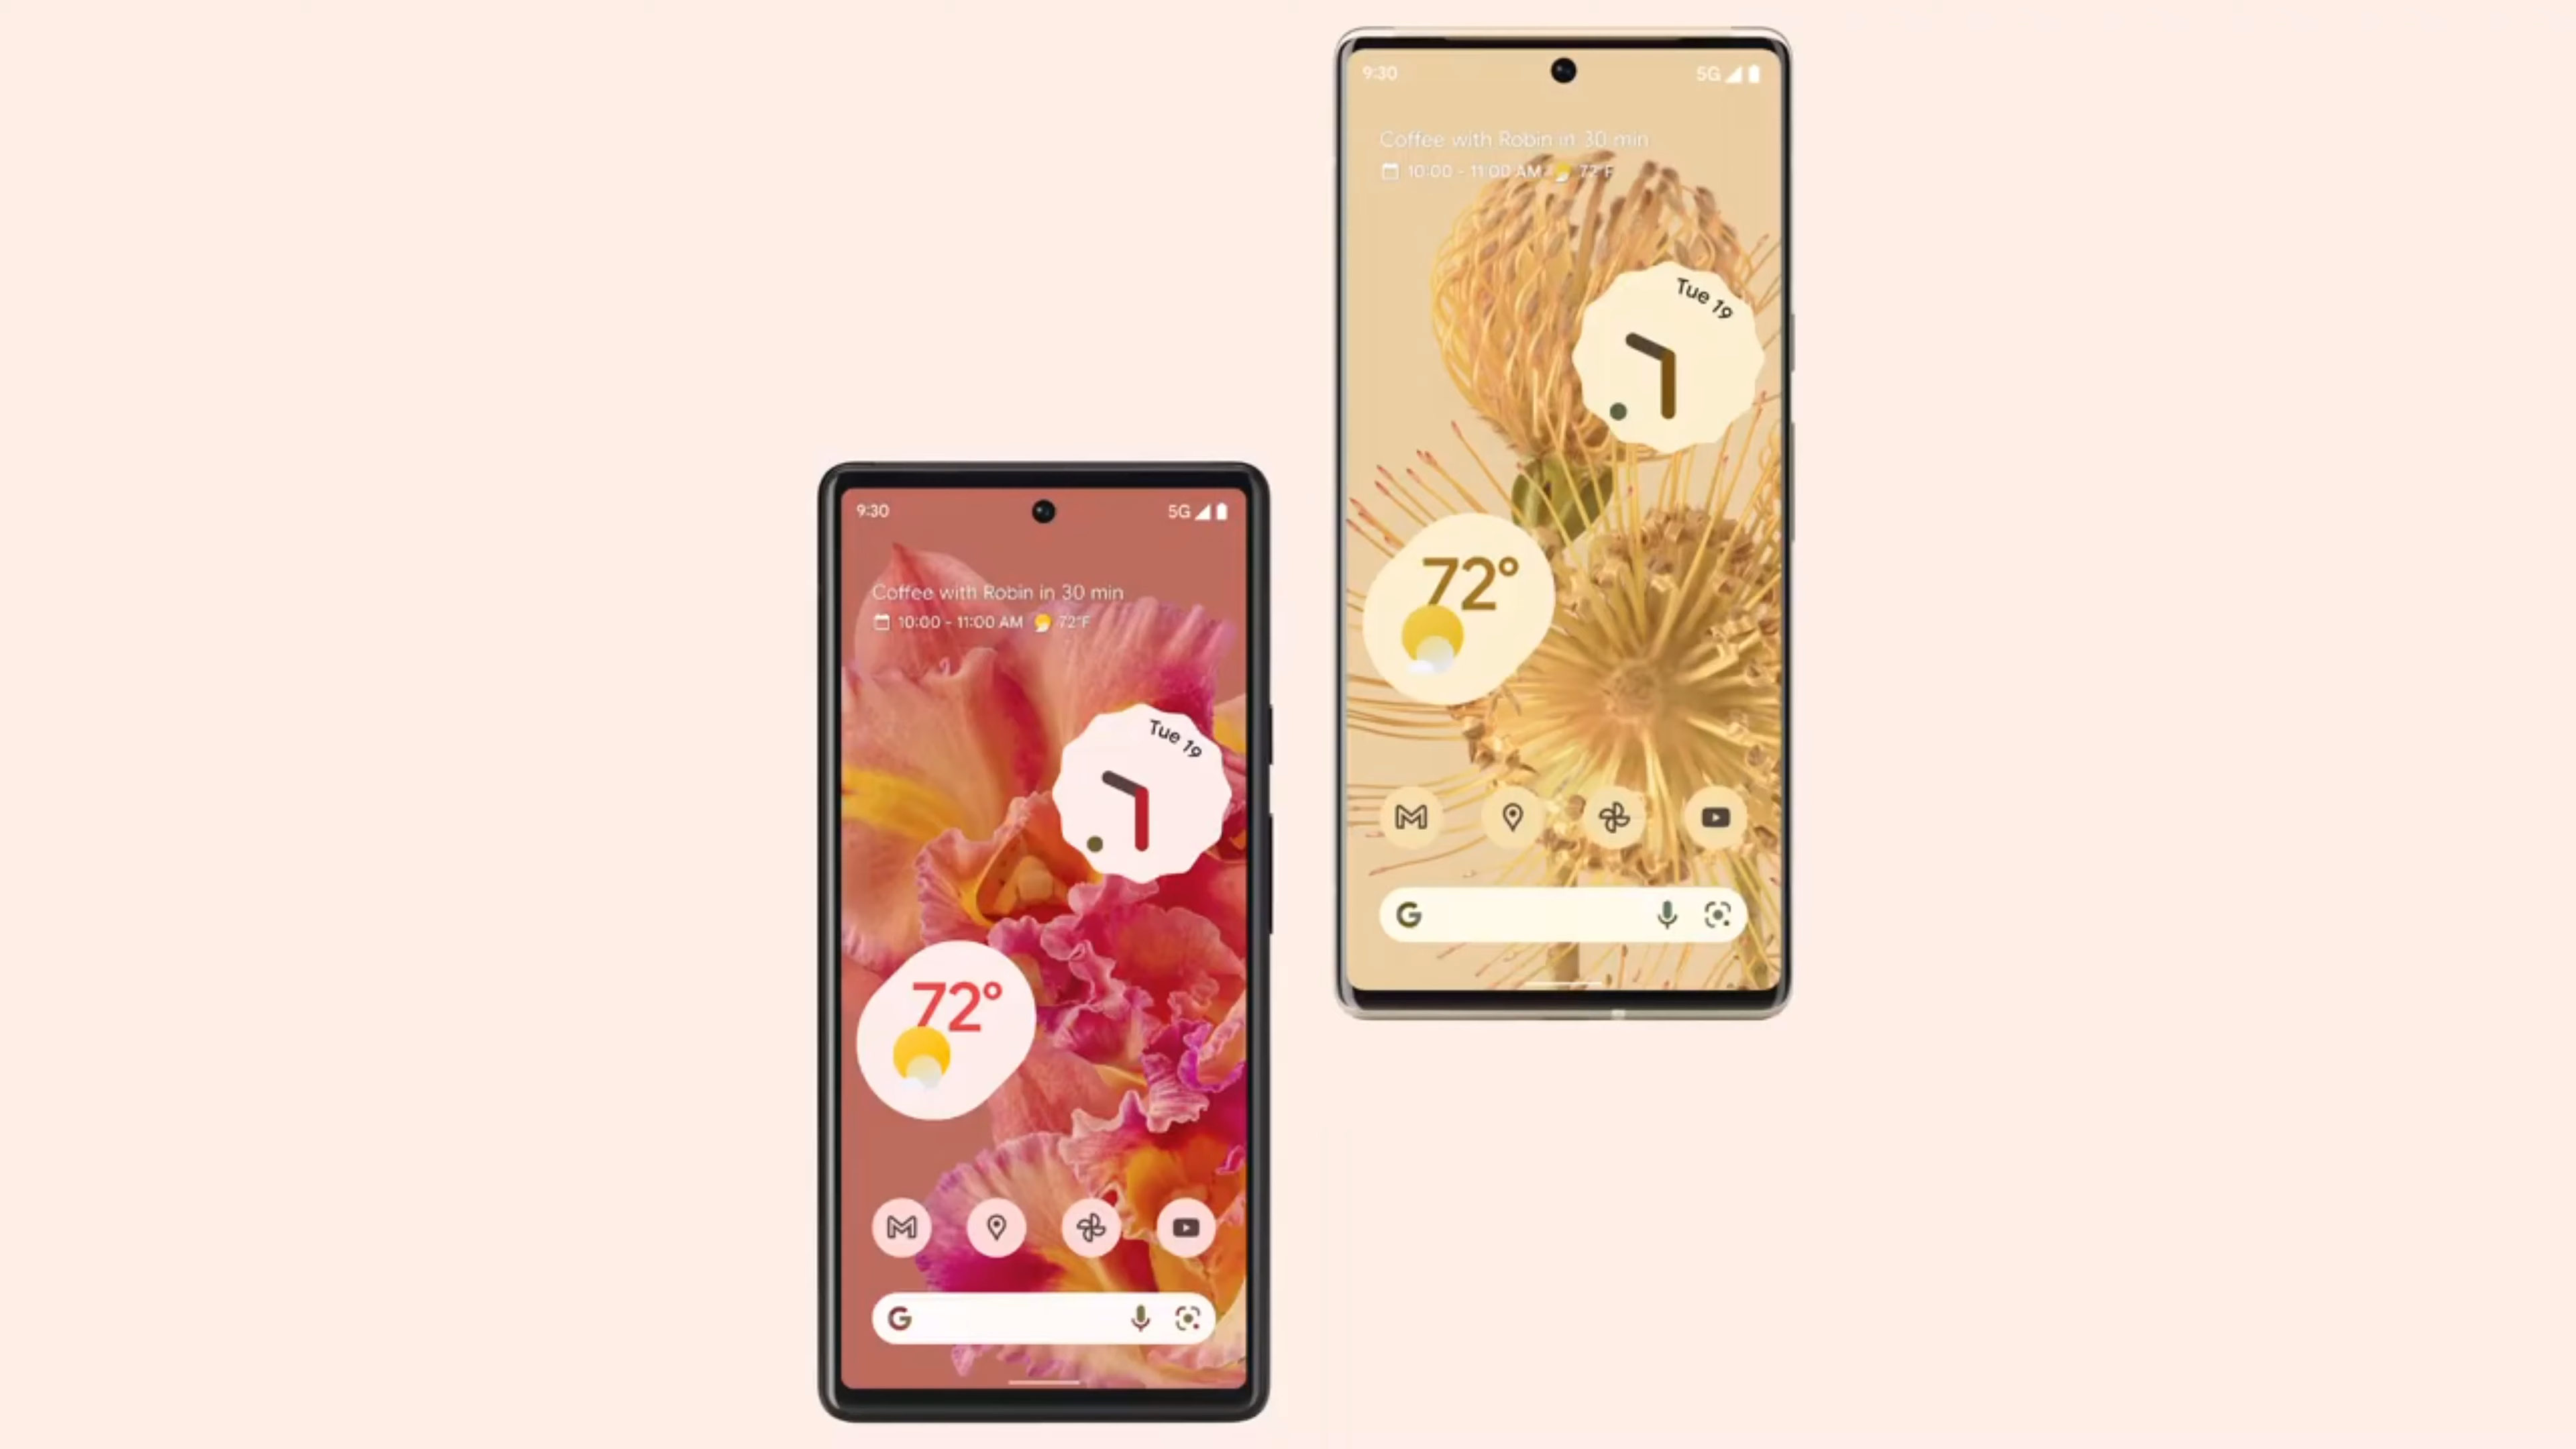 9:30
5G
Coffee with Robin in 30 min
10:00 - 11:00 AM 72°F
Tue 19
72°
G
9:30
5G
Coffee with Robin in 30 min
10:00 - 11:00 AM 72°F
Tue 19
72°
G